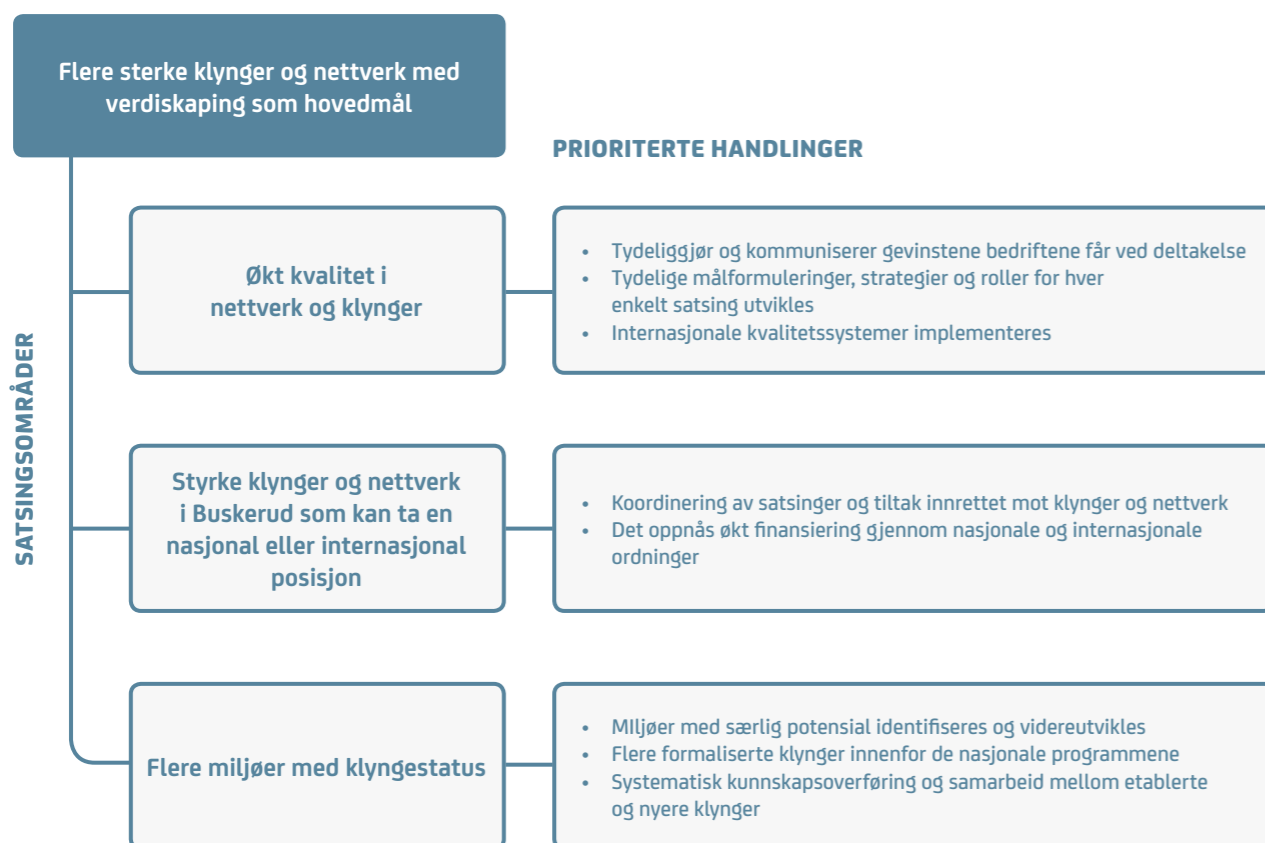 Flere sterke klynger og nettverk med
verdiskaping som hovedmål
PRIORITERTE HANDLINGER
SATSINGSOMRÅDER
Økt kvalitet i
nettverk og klynger
• Tydeliggjør og kommuniserer gevinstene bedriftene får ved deltakelse
• Tydelige målformuleringer, strategier og roller for hver
enkelt satsing utvikles
• Internasjonale kvalitetssystemer implementeres
Styrke klynger og nettverk
i Buskerud som kan ta en
nasjonal eller internasjonal
posisjon
• Koordinering av satsinger og tiltak innrettet mot klynger og nettverk
• Det oppnås økt finansiering gjennom nasjonale og internasjonale
ordninger
Flere miljøer med klyngestatus
• MIljøer med særlig potensial identifiseres og videreutvikles
• Flere formaliserte klynger innenfor de nasjonale programmene
• Systematisk kunnskapsoverføring og samarbeid mellom etablerte
og nyere klynger